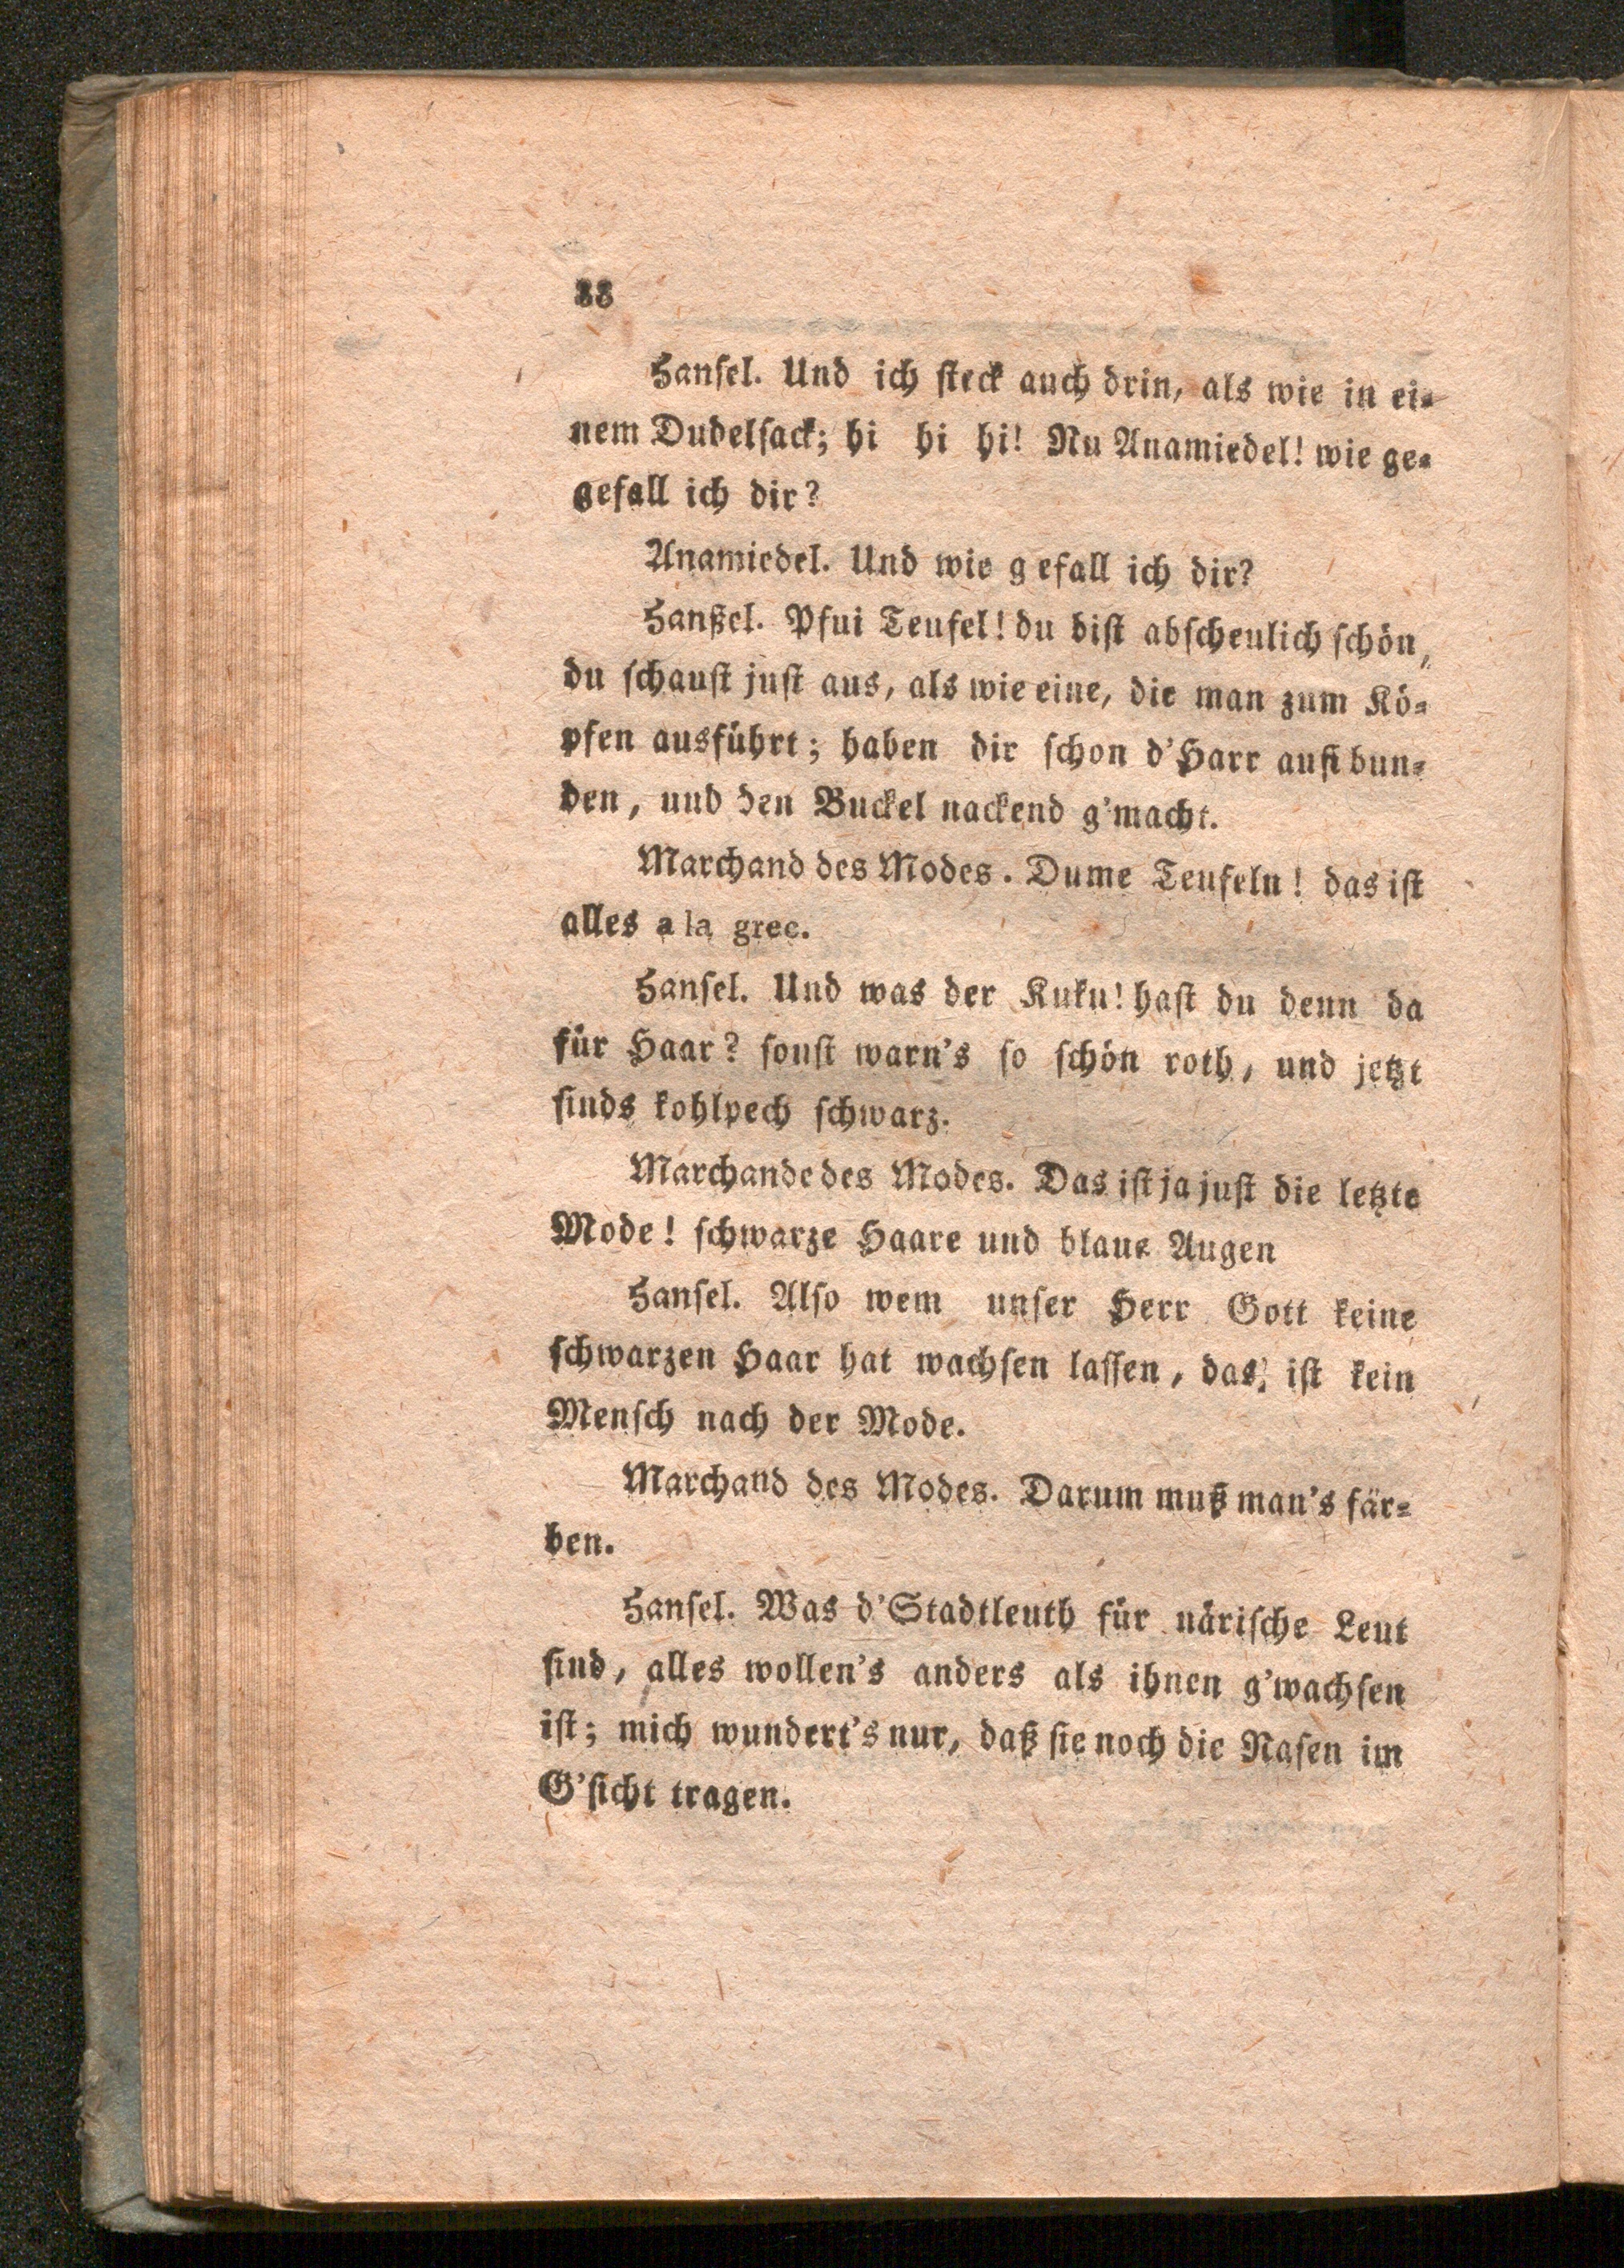 88
Hanſel. Und ich ſteck auch drin, als wie in ei⸗
nem Dudelſack; hi hi hi! Nu Anamiedel! wie ge⸗
gefall ich dir?
Anamiedel. Und wie g efall ich dir?
Hanßel. Pfui Teufel! du biſt abſcheulich ſchön,
du ſchauſt juſt aus, als wie eine, die man zum Kö⸗
pfen ausführt; haben dir ſchon d'Harr aufi bun⸗
den, und den Buckel nackend g'macht.
Marchand des Modes. Dume Teufeln! das iſt
alles a la grec.
Hanſel. Und was der Kuku! haſt du denn da
für Haar? ſonſt warn's ſo ſchön roth, und jetzt
ſinds kohlpech ſchwarz.
Marchande des Modes. Das iſt ja juſt die letzte
Mode! ſchwarze Haare und blaue Augen
Hanſel. Alſo wem unſer Herr Gott keine
ſchwarzen Haar hat wachſen laſſen, das iſt kein
Menſch nach der Mode.
Marchand des Modes. Darum muß man's fär⸗
ben.
Hanſel. Was d'Stadtleuth für näriſche Leut
ſind, alles wollen's anders als ihnen g'wachſen
iſt; mich wundert's nur, daß ſie noch die Naſen im
G'ſicht tragen.